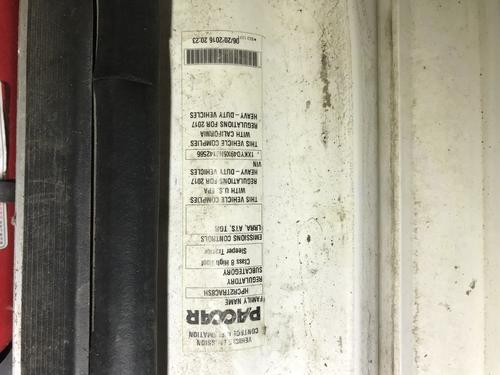 VEHICLE EMISSION
CONTROL INFORMATION
PACCAR
FAMILY NAME
HPCR2TRAC8SH
REGULATORY
SUBCATEGORY
Class 8 High Roof
Sleeper Tractor
EMISSIONS CONTROLS
LRRA, ATS, TGR
THIS VEHICLE COMPLIES
WITH U.S. EPA
REGULATIONS FOR 2017
HEAVY-DUTY VEHICLES
VIN
THIS VEHICLE COMPLIES
WITH CALIFORNIA
REGULATIONS FOR 2017
HEAVY-DUTY VEHICLES
06/20/2016 20:23